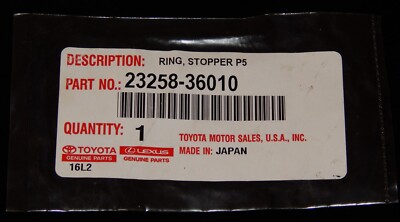 DESCRIPTION: RING, STOPPER P5
PART NO.: 23258-36010
QUANTITY: 1 TOYOTA MOTOR SALES, U.S.A., INC.
TOYOTA LEXUS MADE IN: JAPAN
GENUINE PARTS GENUINE PARTS
16L2